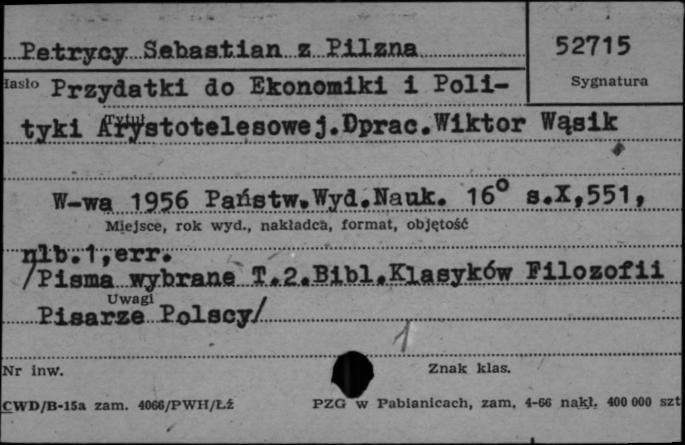 Petrycy Sebastian z Pilzna
52715
Hasło
Sygnatura
Przydatki do Ekonomiki i Poli-
Tytuł
tyki Arystotelesowej.Oprac.Wiktor Wąsik
W-wa 1956 Państw.Wyd.Nauk. 16° s.X,551,
Miejsce, rok wyd., nakładca, format, objętość
nlb.1,err.
/Pisma wybrane T.2.Bibl.Klasyków Filozofii
Uwagi
Pisarze Polscy/
1
Nr inw.
Znak klas.
CWD/B-15a zam. 4066/PWH/Łź
PZG w Pabianicach, zam. 4-66 nakł. 400 000 szt